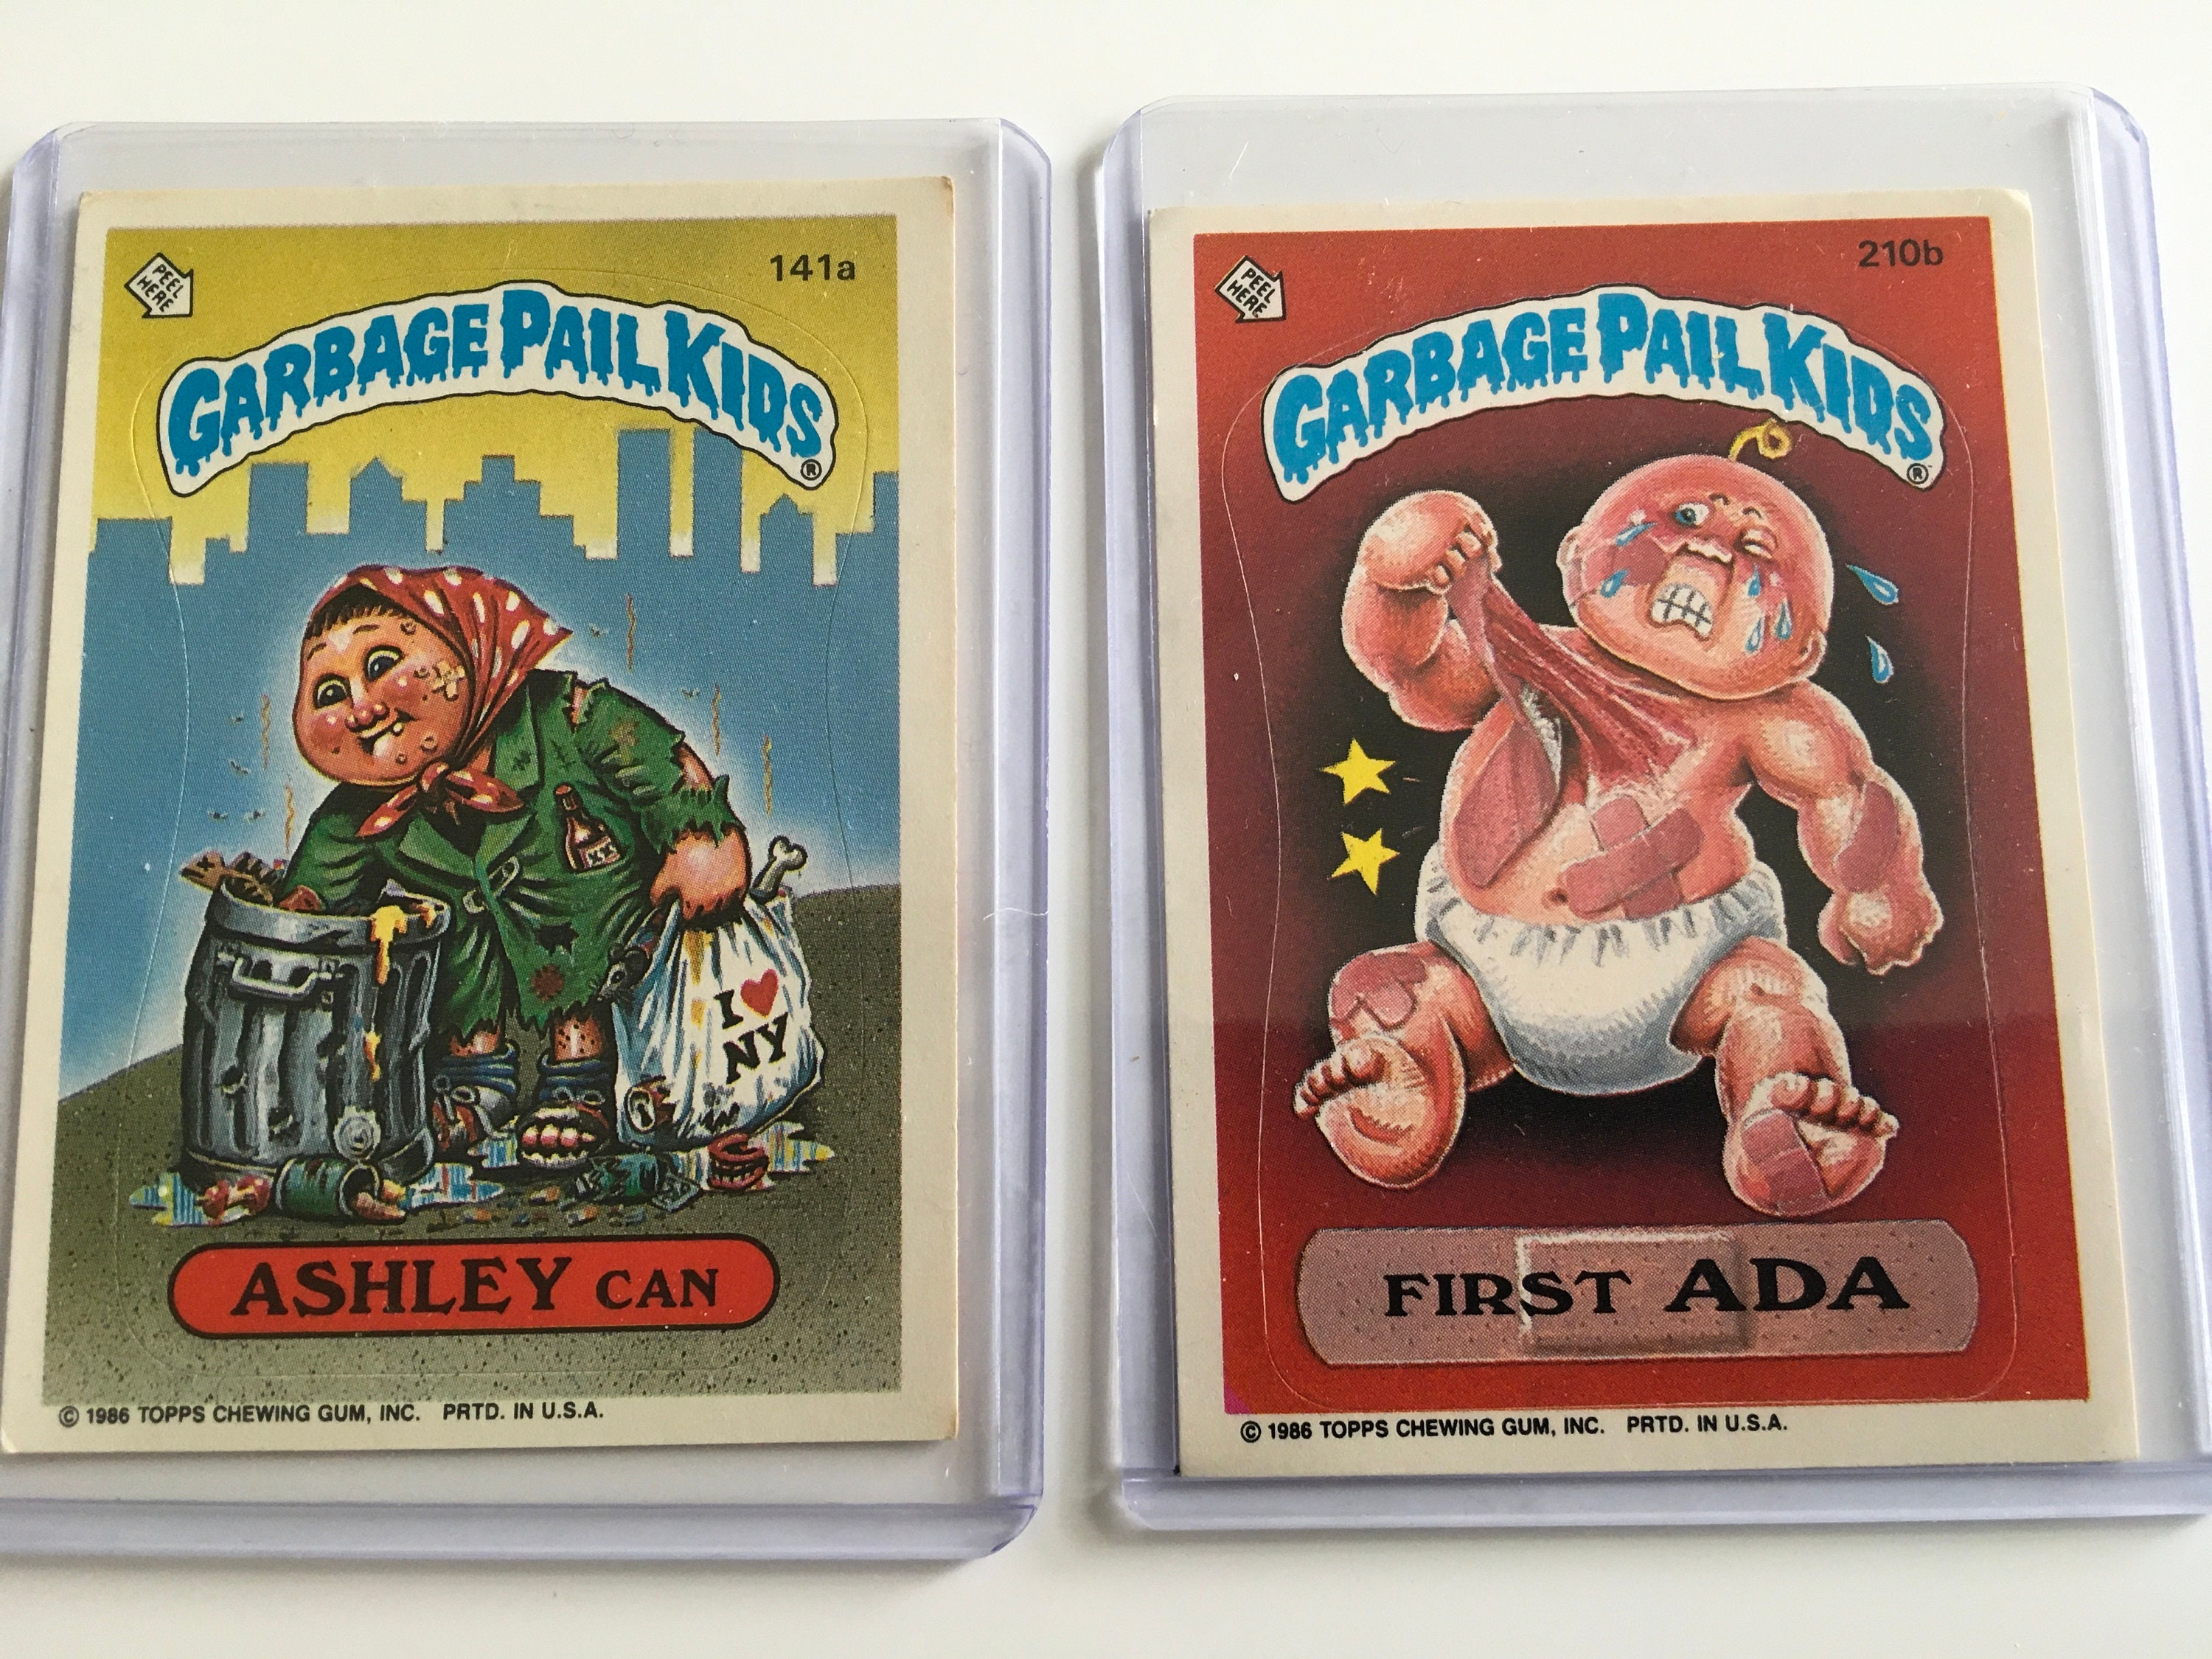 PEEL
HERE
141a
GARBAGE PAIL KIDS®
XX
I ♥
NY
ASHLEY CAN
© 1986 TOPPS CHEWING GUM, INC. PRTD. IN U.S.A.
PEEL
HERE
210b
GARBAGE PAIL KIDS®
FIRST ADA
© 1986 TOPPS CHEWING GUM, INC. PRTD. IN U.S.A.